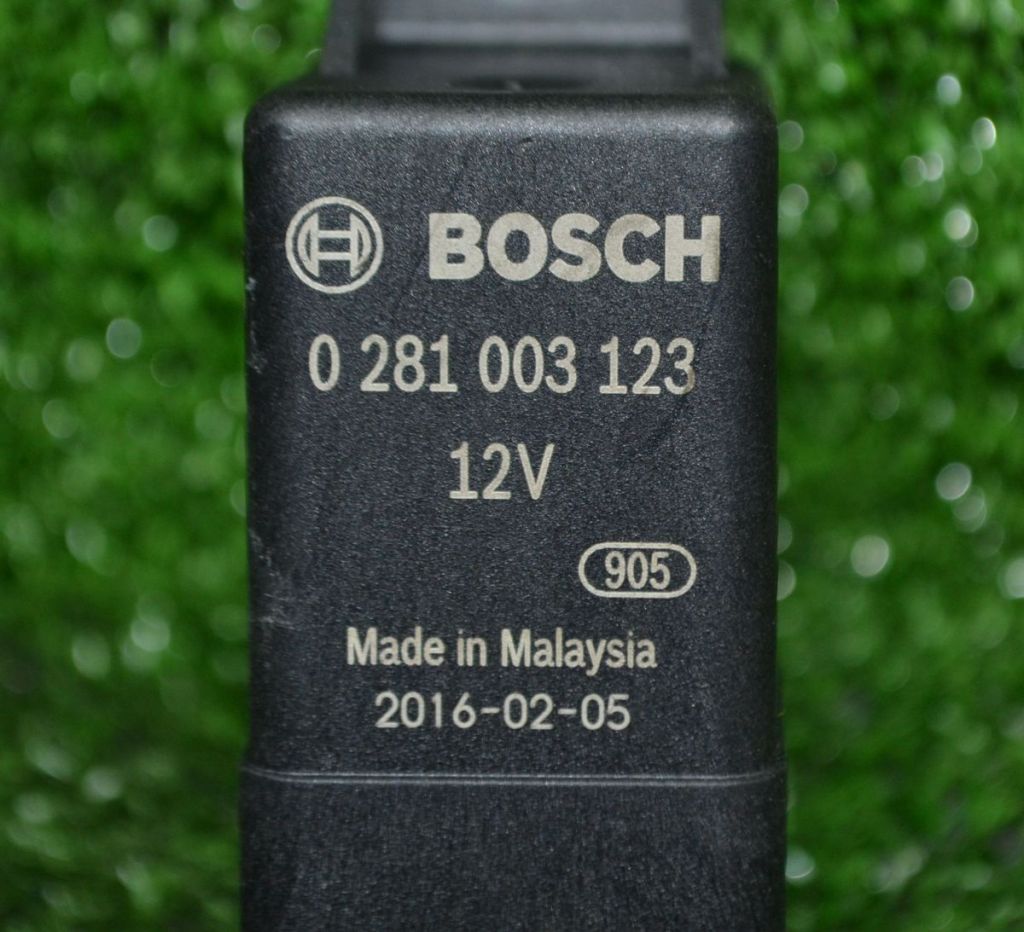 BOSCH
0 281 003 123
12V
905
Made in Malaysia
2016-02-05